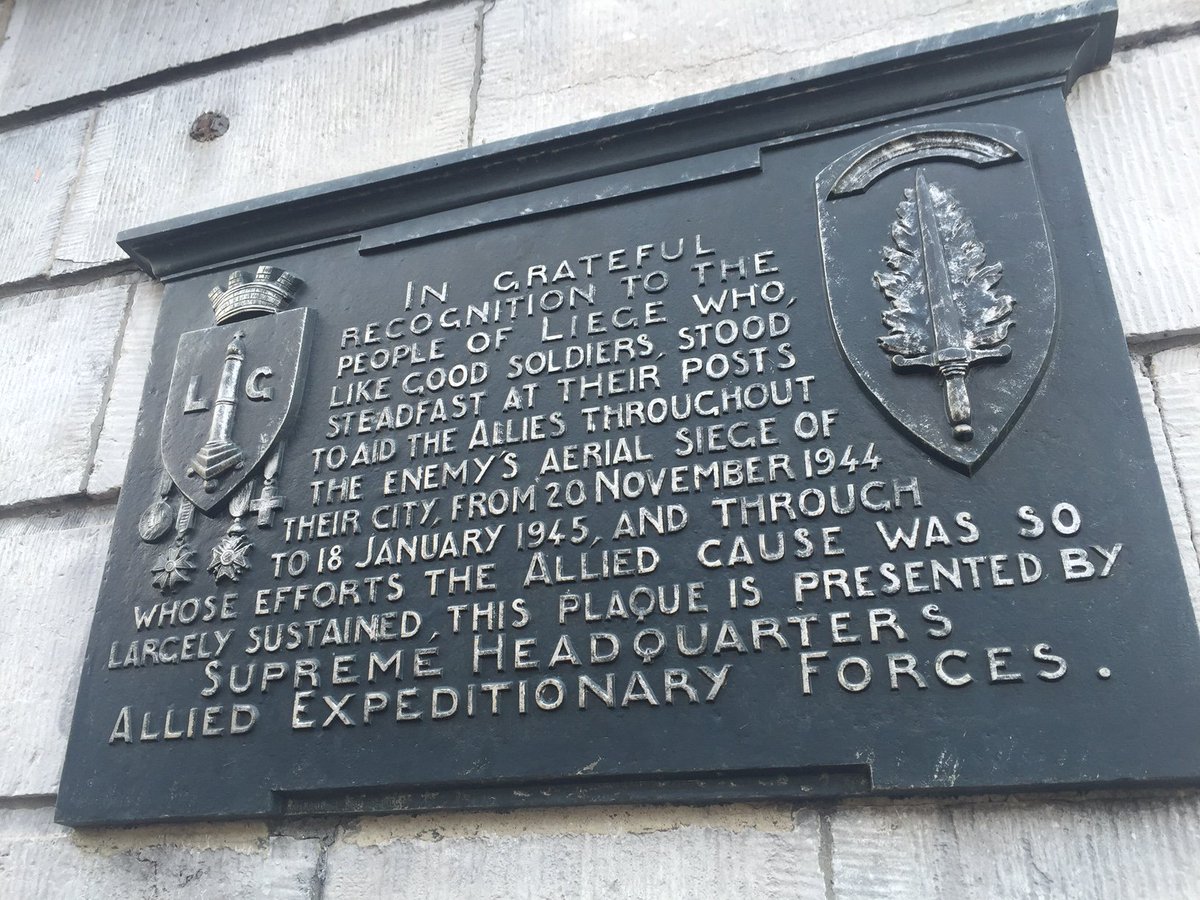 L G
IN GRATEFUL
RECOGNITION TO THE
PEOPLE OF LIEGE WHO,
LIKE GOOD SOLDIERS, STOOD
STEADFAST AT THEIR POSTS
TO AID THE ALLIES THROUGHOUT
THE ENEMY'S AERIAL SIEGE OF
THEIR CITY, FROM 20 NOVEMBER 1944
TO 18 JANUARY 1945, AND THROUGH
WHOSE EFFORTS THE ALLIED CAUSE WAS SO
LARGELY SUSTAINED, THIS PLAQUE IS PRESENTED BY
SUPREME HEADQUARTERS
ALLIED EXPEDITIONARY FORCES.